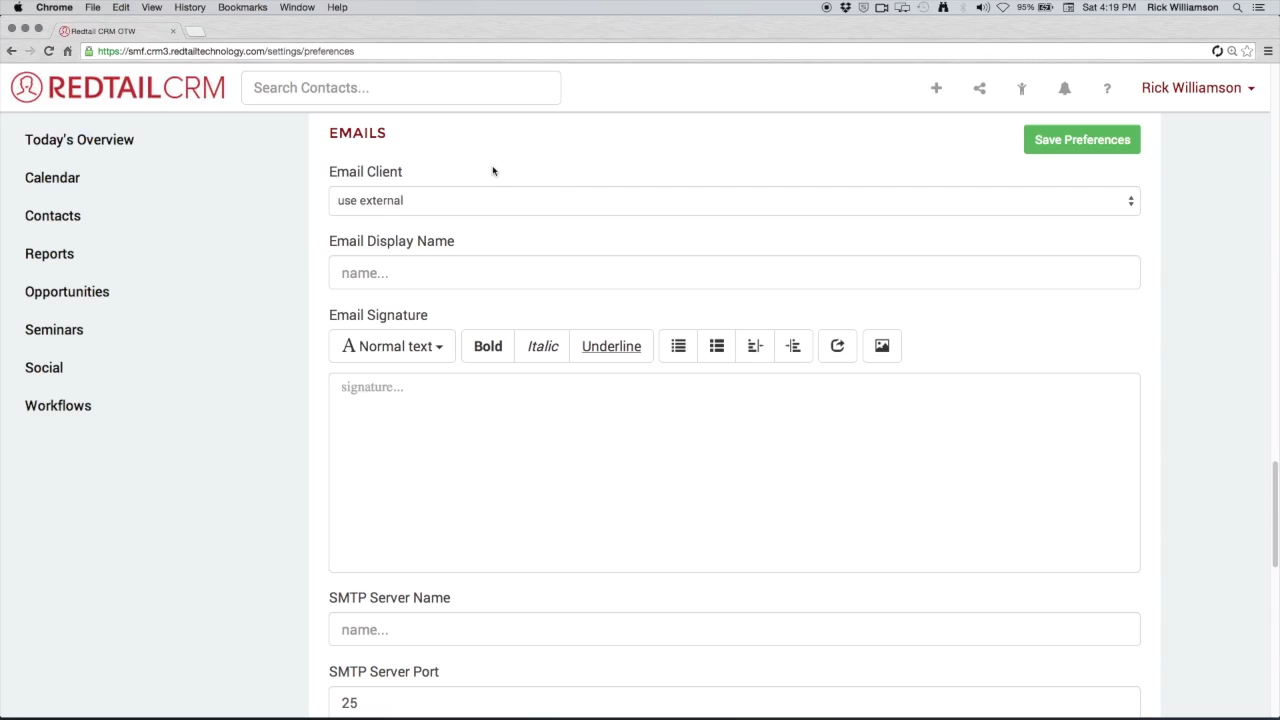 Chrome File Edit View History Bookmarks Window Help 95% Sat 4:19 PM Rick Williamson
Redtail CRM OTW
https://smf.crm3.redtailtechnology.com/settings/preferences
REDTAILCRM Search Contacts... Rick Williamson
Today's Overview
Calendar
Contacts
Reports
Opportunities
Seminars
Social
Workflows
EMAILS
Save Preferences
Email Client
use external
Email Display Name
name...
Email Signature
A Normal text Bold Italic Underline
signature...
SMTP Server Name
name...
SMTP Server Port
25